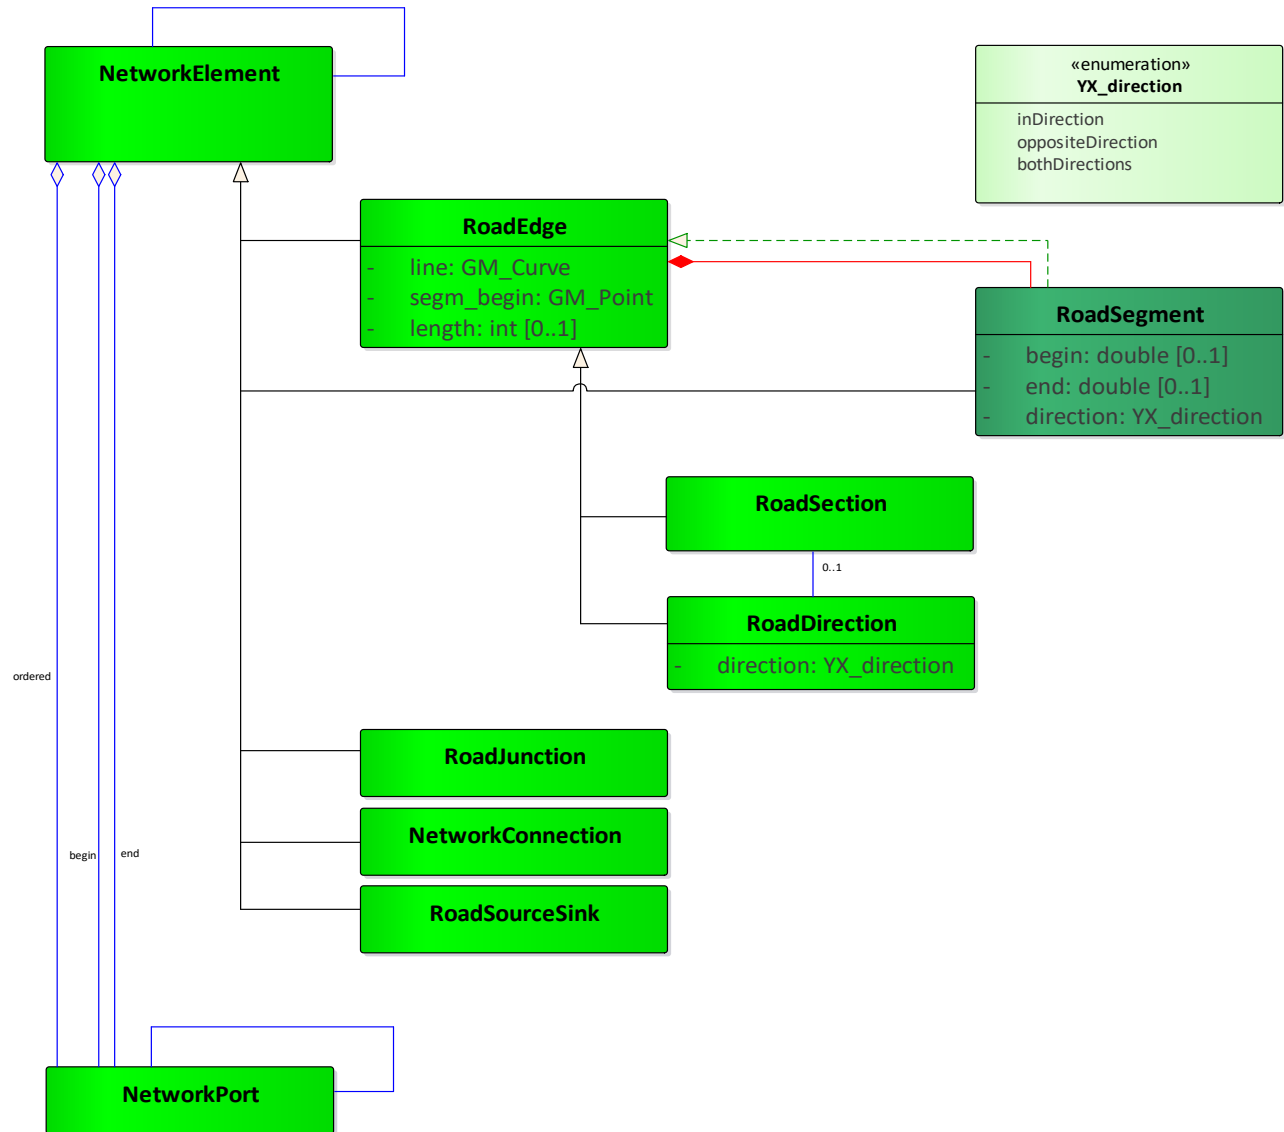 NetworkElement
«enumeration»
YX_direction
inDirection
oppositeDirection
bothDirections
RoadEdge
- line: GM_Curve
- segm_begin: GM_Point
- length: int [0..1]
RoadSegment
- begin: double [0..1]
- end: double [0..1]
- direction: YX_direction
RoadSection
0..1
RoadDirection
- direction: YX_direction
ordered
RoadJunction
NetworkConnection
begin
end
RoadSourceSink
NetworkPort